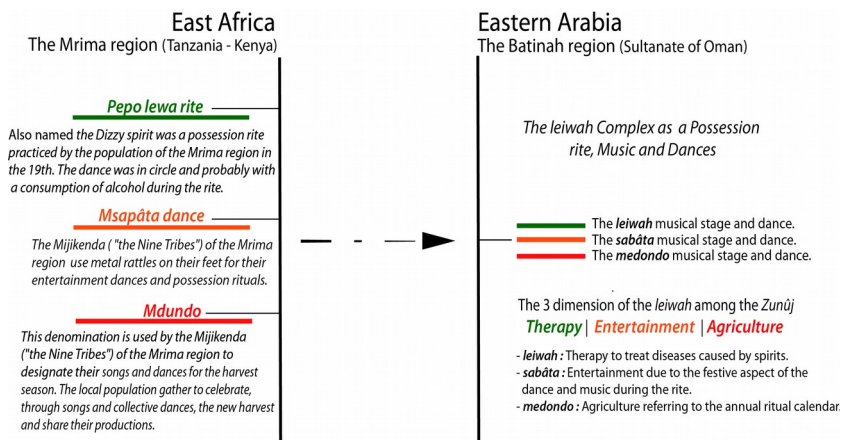 East Africa
The Mrima region (Tanzania - Kenya)
Pepo lewa rite
Also named the Dizzy spirit was a possession rite
practiced by the population of the Mrima region in
the 19th. The dance was in circle and probably with
a consumption of alcohol during the rite.
Msapâta dance
The Mijikenda ( "the Nine Tribes") of the Mrima
region use metal rattles on their feet for their
entertainment dances and possession rituals.
Mdundo
This denomination is used by the Mijikenda
("the Nine Tribes") of the Mrima region to
designate their songs and dances for the harvest
season. The local population gather to celebrate,
through songs and collective dances, the new harvest
and share their productions.
Eastern Arabia
The Batinah region (Sultanate of Oman)
The leiwah Complex as a Possession
rite, Music and Dances
The leiwah musical stage and dance.
The sabâta musical stage and dance.
The medondo musical stage and dance.
The 3 dimension of the leiwah among the Zunûj
Therapy | Entertainment | Agriculture
- leiwah : Therapy to treat diseases caused by spirits.
- sabâta : Entertainment due to the festive aspect of the
dance and music during the rite.
- medondo : Agriculture referring to the annual ritual calendar.